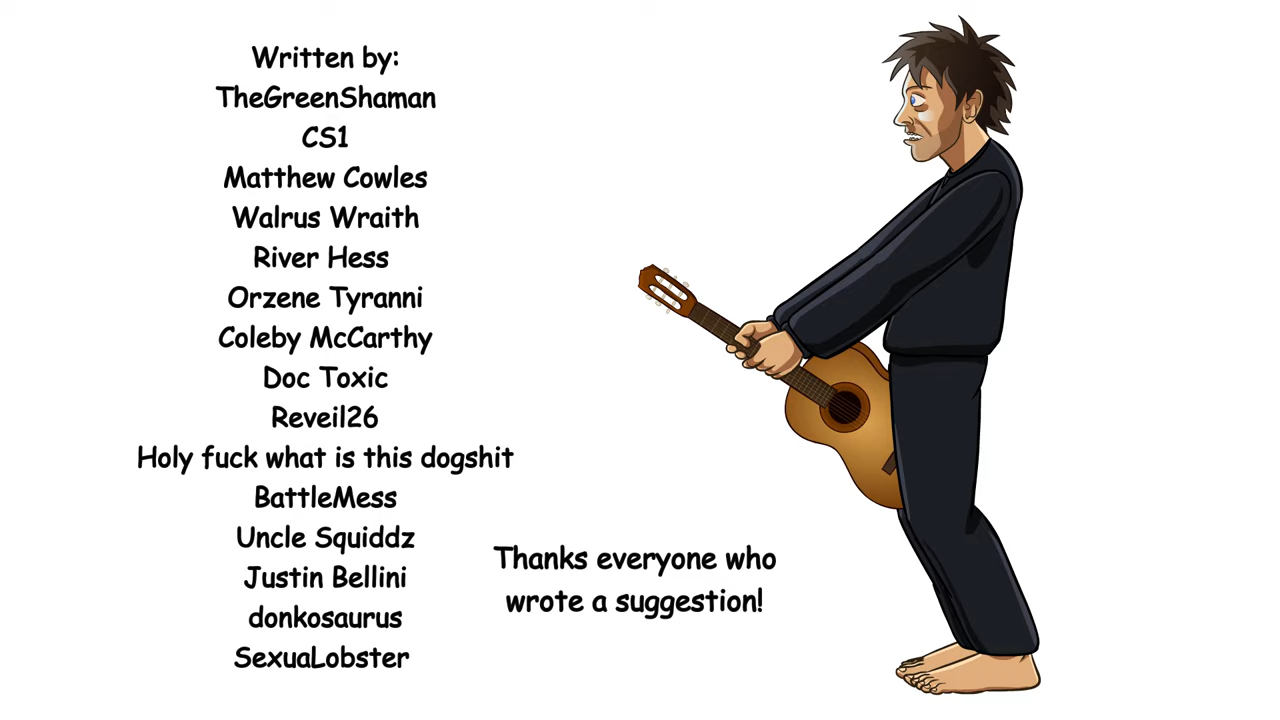 Written by:
TheGreenShaman
CS1
Matthew Cowles
Walrus Wraith
River Hess
Orzene Tyranni
Coleby McCarthy
Doc Toxic
Reveil26
Holy fuck what is this dogshit
BattleMess
Uncle Squiddz
Justin Bellini
donkosaurus
SexuaLobster
Thanks everyone who
wrote a suggestion!